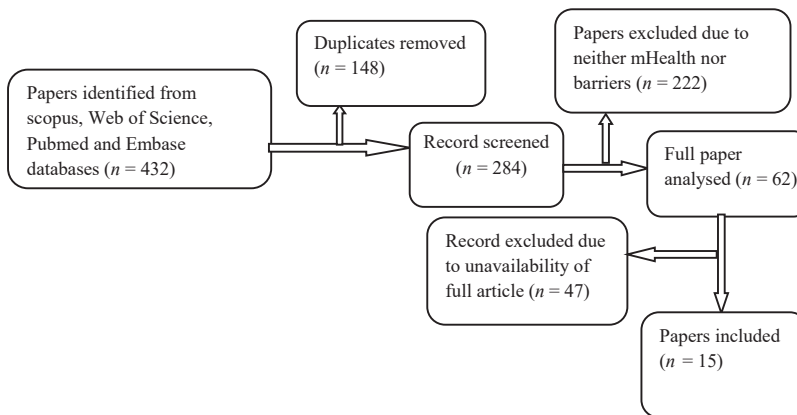 Papers identified from
scopus, Web of Science,
Pubmed and Embase
databases (n = 432)
Duplicates removed
(n = 148)
Record screened
(n = 284)
Papers excluded due to
neither mHealth nor
barriers (n = 222)
Full paper
analysed (n = 62)
Record excluded due
to unavailability of
full article (n = 47)
Papers included
(n = 15)